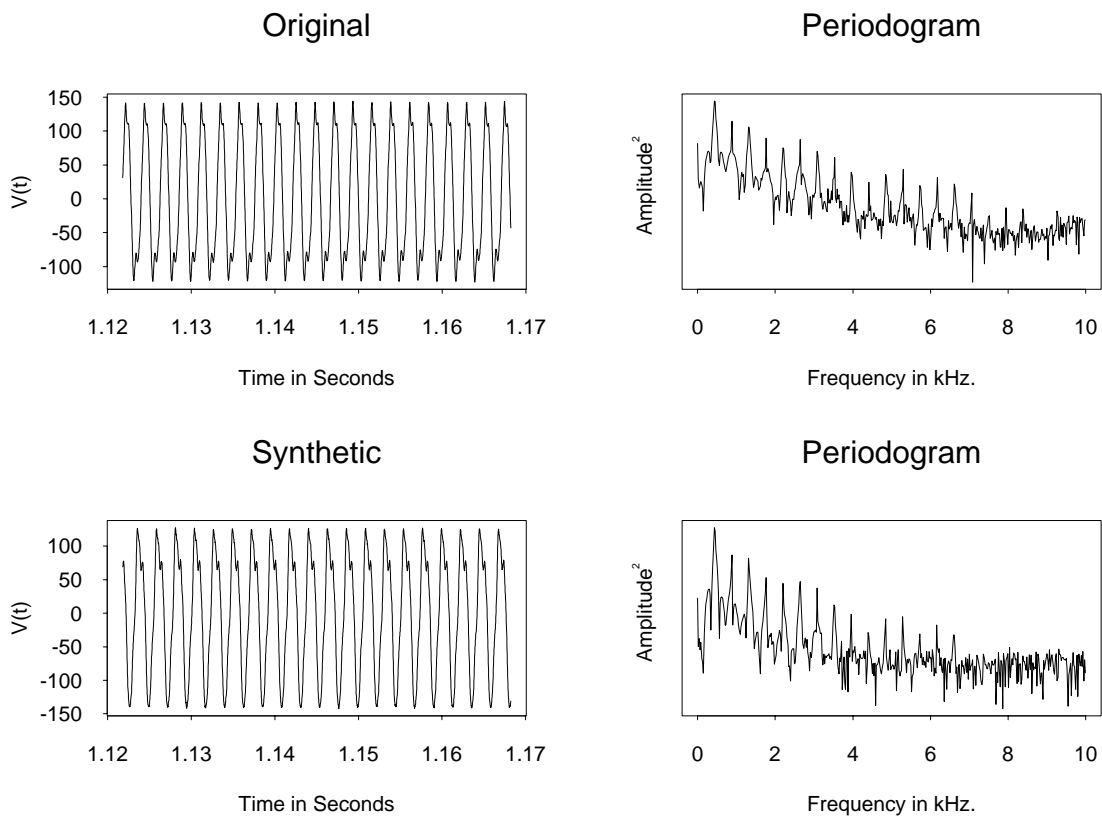 Original
Periodogram
V(t)
150
100
50
0
-50
-100
1.12 1.13 1.14 1.15 1.16 1.17
Time in Seconds
Amplitude²
0 2 4 6 8 10
Frequency in kHz.
Synthetic
Periodogram
V(t)
100
50
0
-50
-100
-150
1.12 1.13 1.14 1.15 1.16 1.17
Time in Seconds
Amplitude²
0 2 4 6 8 10
Frequency in kHz.